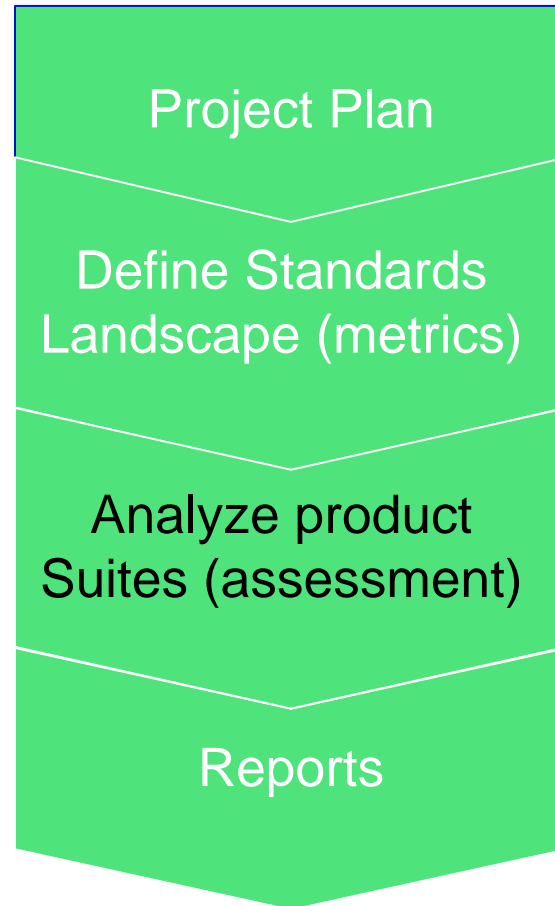 Project Plan
Define Standards
Landscape (metrics)
Analyze product
Suites (assessment)
Reports